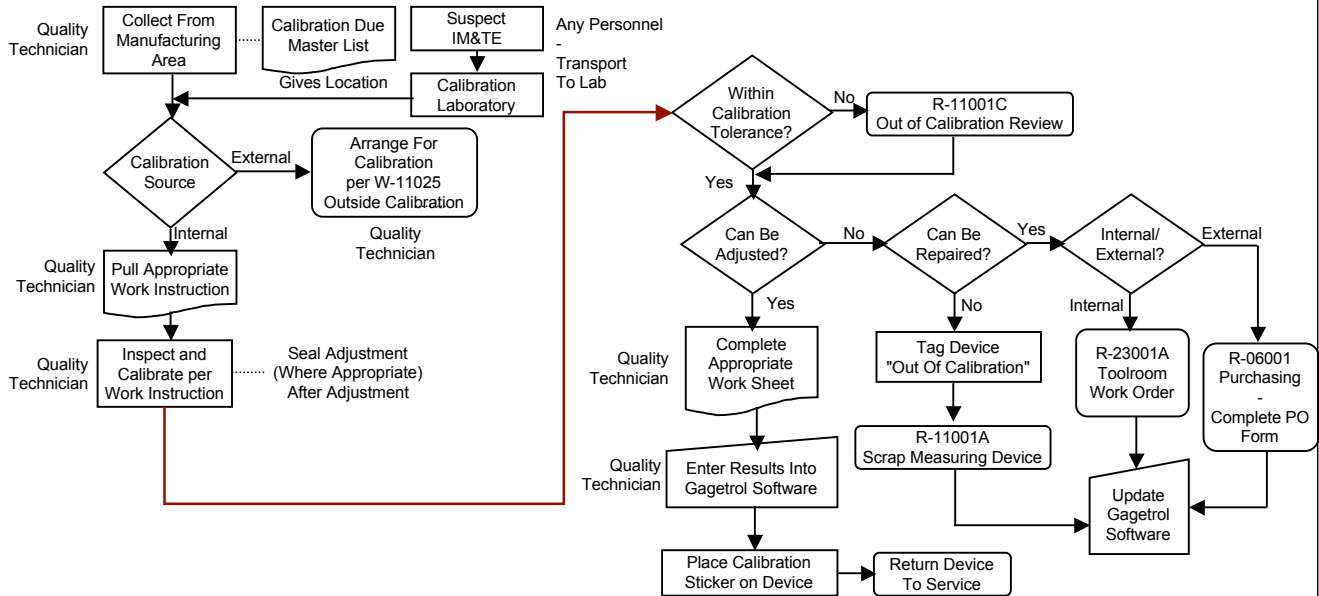 Quality
Technician
Collect From
Manufacturing
Area
Calibration Due
Master List
Suspect
IM&TE
Any Personnel
-
Transport
To Lab
Gives Location
Calibration
Laboratory
Calibration
Source
External
Arrange For
Calibration
per W-11025
Outside Calibration
Quality
Technician
Internal
Quality
Technician
Pull Appropriate
Work Instruction
Quality
Technician
Inspect and
Calibrate per
Work Instruction
Seal Adjustment
(Where Appropriate)
After Adjustment
Within
Calibration
Tolerance?
No
R-11001C
Out of Calibration Review
Yes
Can Be
Adjusted?
No
Can Be
Repaired?
Yes
Internal/
External?
External
Yes
No
Internal
Quality
Technician
Complete
Appropriate
Work Sheet
Tag Device
"Out Of Calibration"
R-23001A
Toolroom
Work Order
R-06001
Purchasing
-
Complete PO
Form
R-11001A
Scrap Measuring Device
Quality
Technician
Enter Results Into
Gagetrol Software
Update
Gagetrol
Software
Place Calibration
Sticker on Device
Return Device
To Service